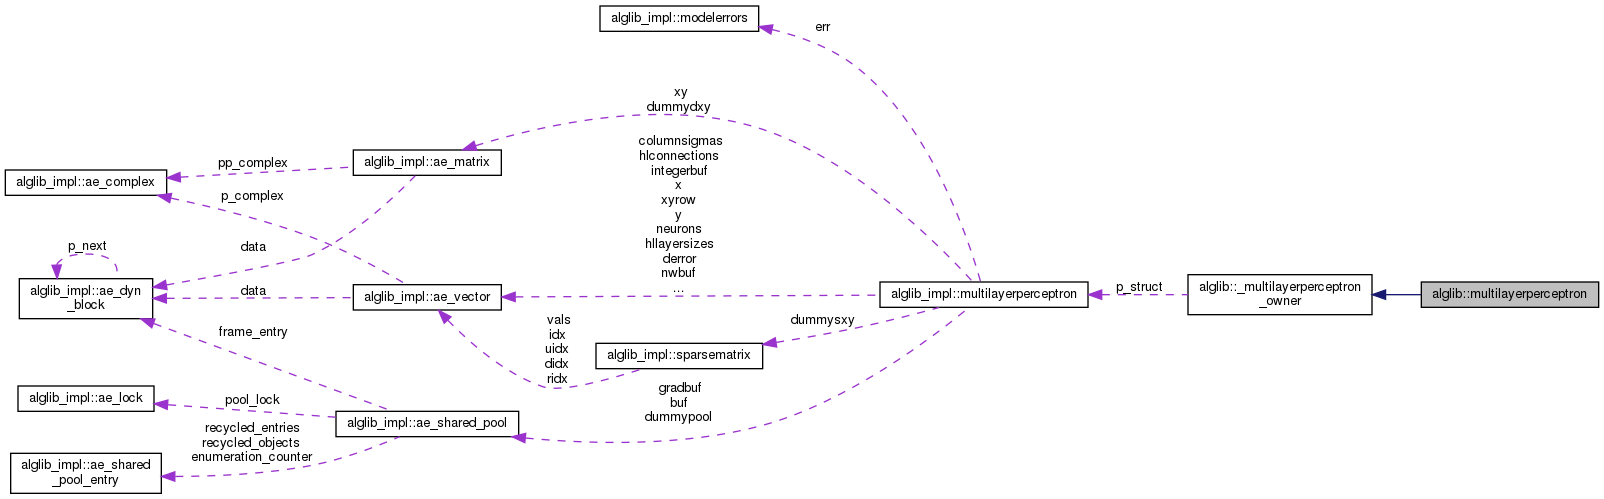 alglib_impl::modelerrors
err
xy
dummydxy
columnsigmas
hlconnections
integerbuf
x
xyrow
y
neurons
hllayersizes
derror
nwbuf
...
alglib_impl::ae_matrix
pp_complex
alglib_impl::ae_complex
p_complex
p_next
data
alglib_impl::ae_dyn
_block
data
alglib_impl::ae_vector
alglib_impl::multilayerperceptron
p_struct
alglib::_multilayerperceptron
_owner
alglib::multilayerperceptron
frame_entry
vals
idx
uidx
didx
ridx
dummysxy
alglib_impl::sparsematrix
gradbuf
buf
dummypool
alglib_impl::ae_lock
pool_lock
alglib_impl::ae_shared_pool
recycled_entries
recycled_objects
enumeration_counter
alglib_impl::ae_shared
_pool_entry